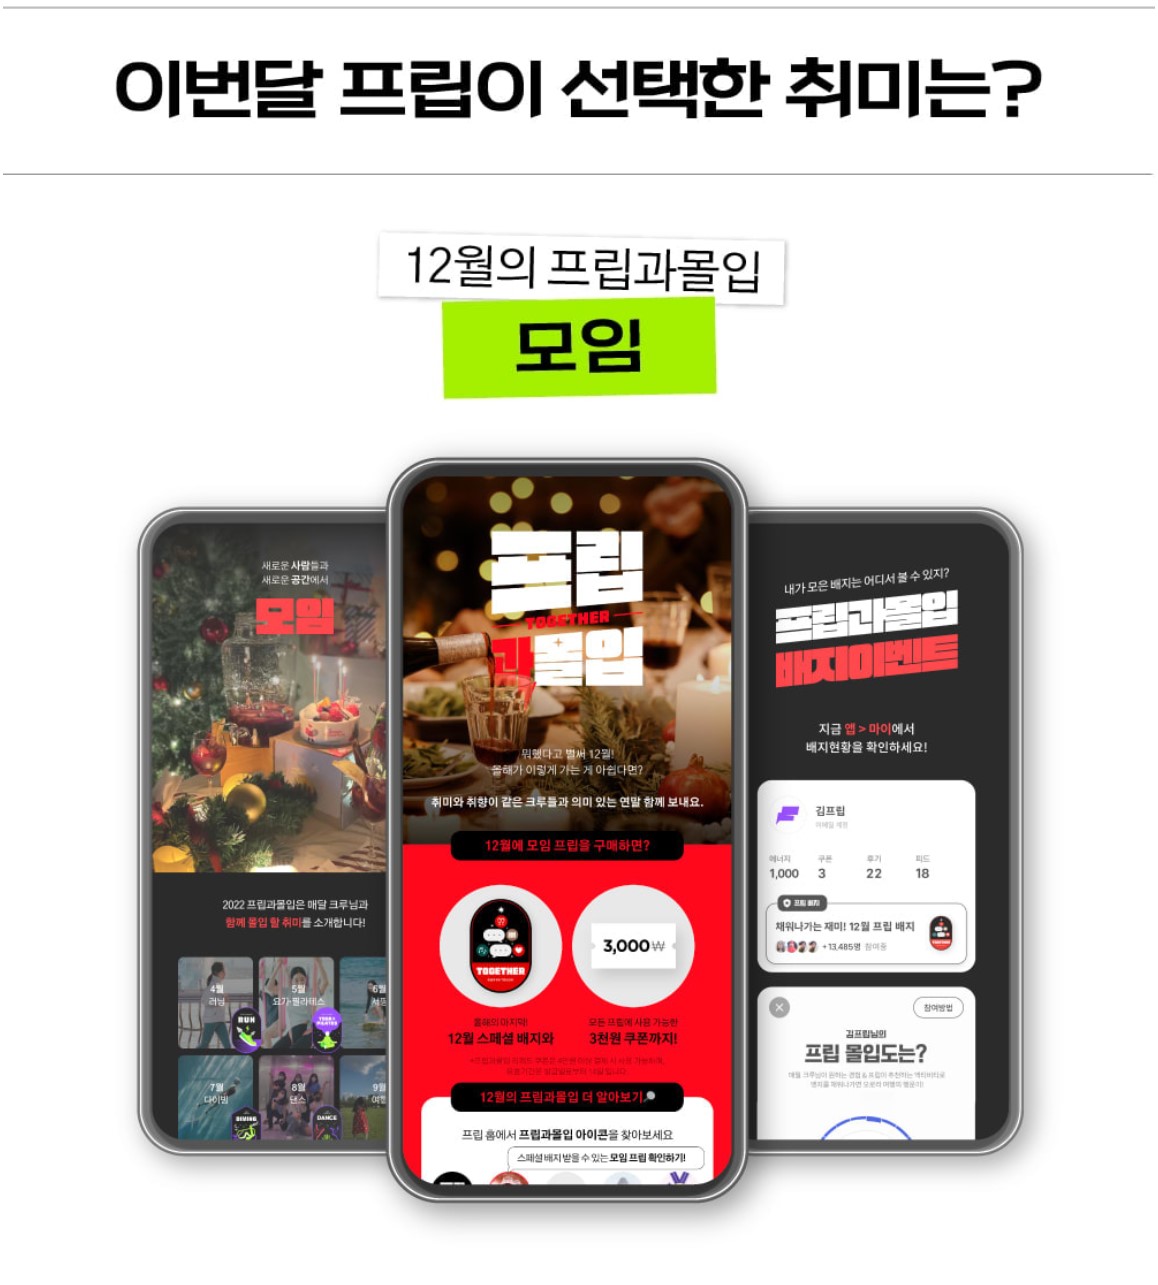 이번달 프립이 선택한 취미는?
12월의 프립과몰입
모임
새로운 사람들과
새로운 공간에서
모임
2022 프립과몰입은 매달 크루님과
함께 몰입 할 취미를 소개합니다!
4월
러닝
RUN
5월
요가·필라테스
YOGA PILATES
6월
7월
다이빙
DIVING
8월
댄스
DANCE
9월
프립
TOGETHER
과몰입
뭐했다고 벌써 12월!
올해가 이렇게 가는 게 아쉽다면?
취미와 취향이 같은 크루들과 의미 있는 연말 함께 보내요.
12월에 모임 프립을 구매하면?
TOGETHER
3,000₩
올해의 마지막!
12월 스페셜 배지와
모든 프립에 사용 가능한
3천원 쿠폰까지!
12월의 프립과몰입 더 알아보기
프립 홈에서 프립과몰입 아이콘을 찾아보세요
스페셜 배지 받을 수 있는 모임 프립 확인하기!
내가 모은 배지는 어디서 볼 수 있지?
프립과몰입
배지이벤트
지금 앱 > 마이에서
배지현황을 확인하세요!
김프립
이메일 계정
에너지 쿠폰 후기 피드
1,000 3 22 18
프립 배지
채워나가는 재미! 12월 프립 배지
+13,485명 참여중
참여방법
김프립님의
프립 몰입도는?